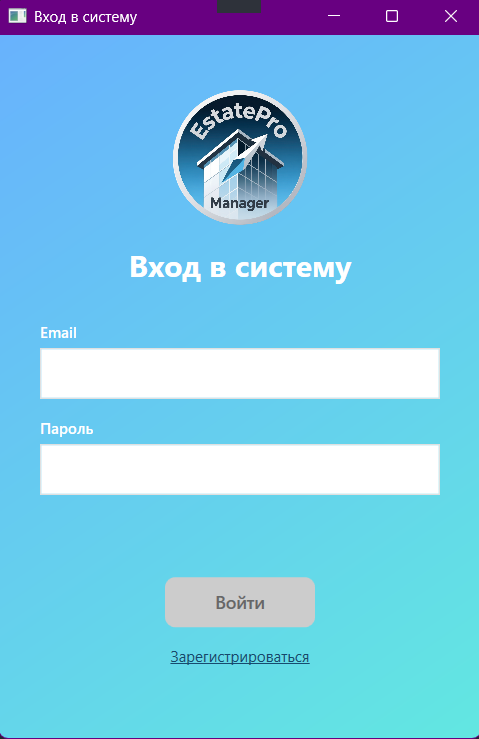 Вход в систему
EstatePro
Manager
Вход в систему
Email
Пароль
Войти
Зарегистрироваться